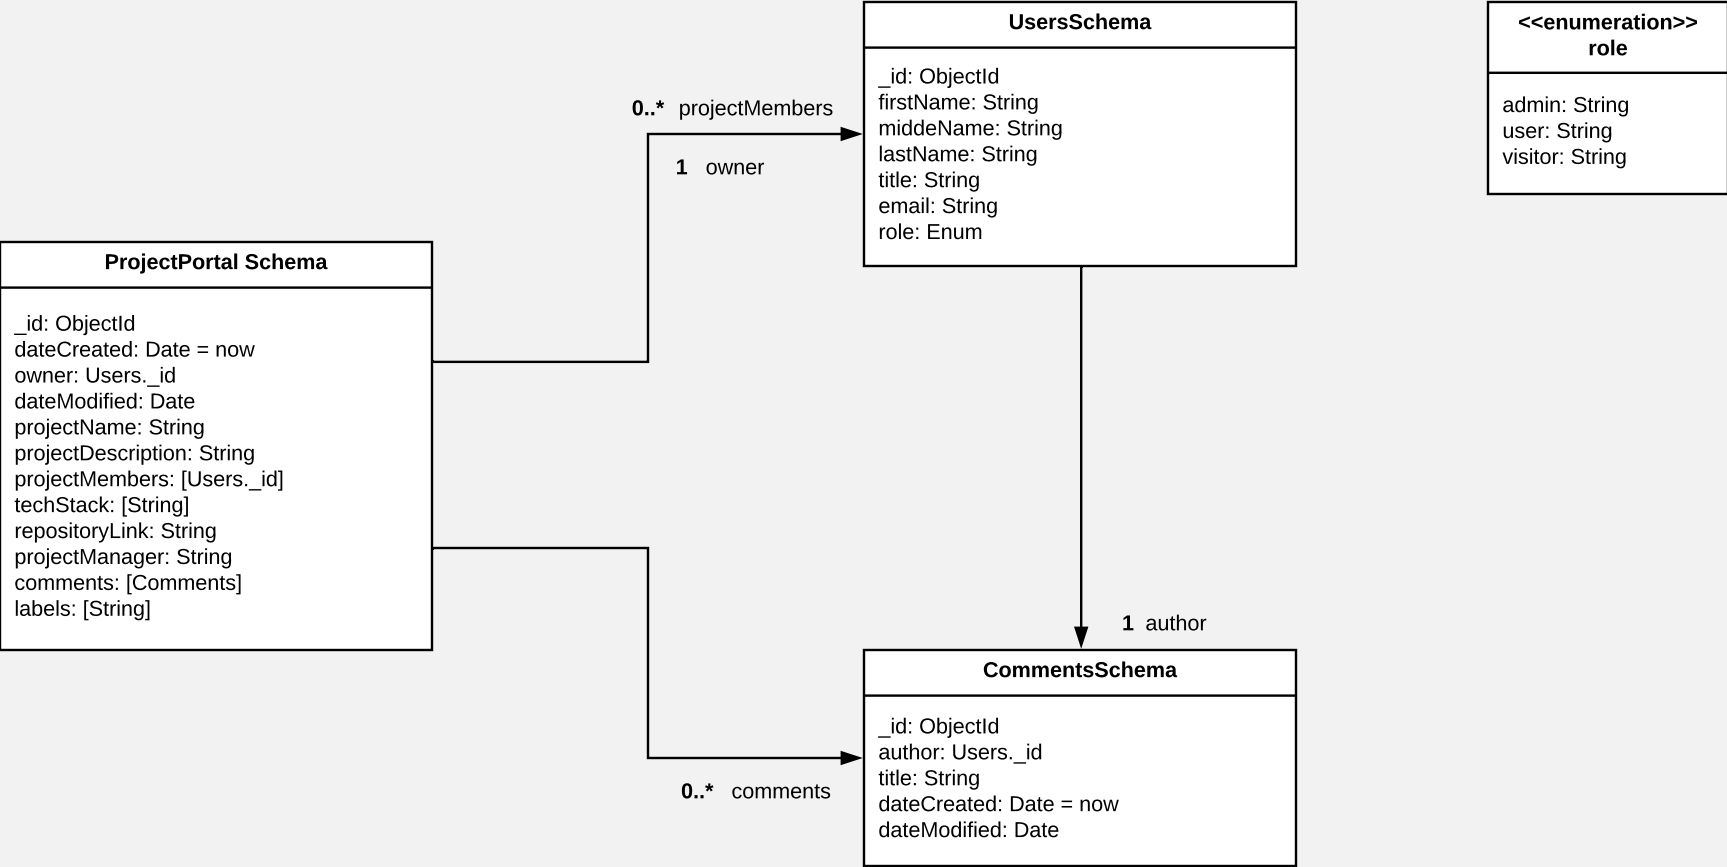 UsersSchema
_id: ObjectId
firstName: String
middeName: String
lastName: String
title: String
email: String
role: Enum
<<enumeration>>
role
admin: String
user: String
visitor: String
0..* projectMembers
1 owner
ProjectPortal Schema
_id: ObjectId
dateCreated: Date = now
owner: Users._id
dateModified: Date
projectName: String
projectDescription: String
projectMembers: [Users._id]
techStack: [String]
repositoryLink: String
projectManager: String
comments: [Comments]
labels: [String]
1 author
CommentsSchema
_id: ObjectId
author: Users._id
title: String
dateCreated: Date = now
dateModified: Date
0..* comments